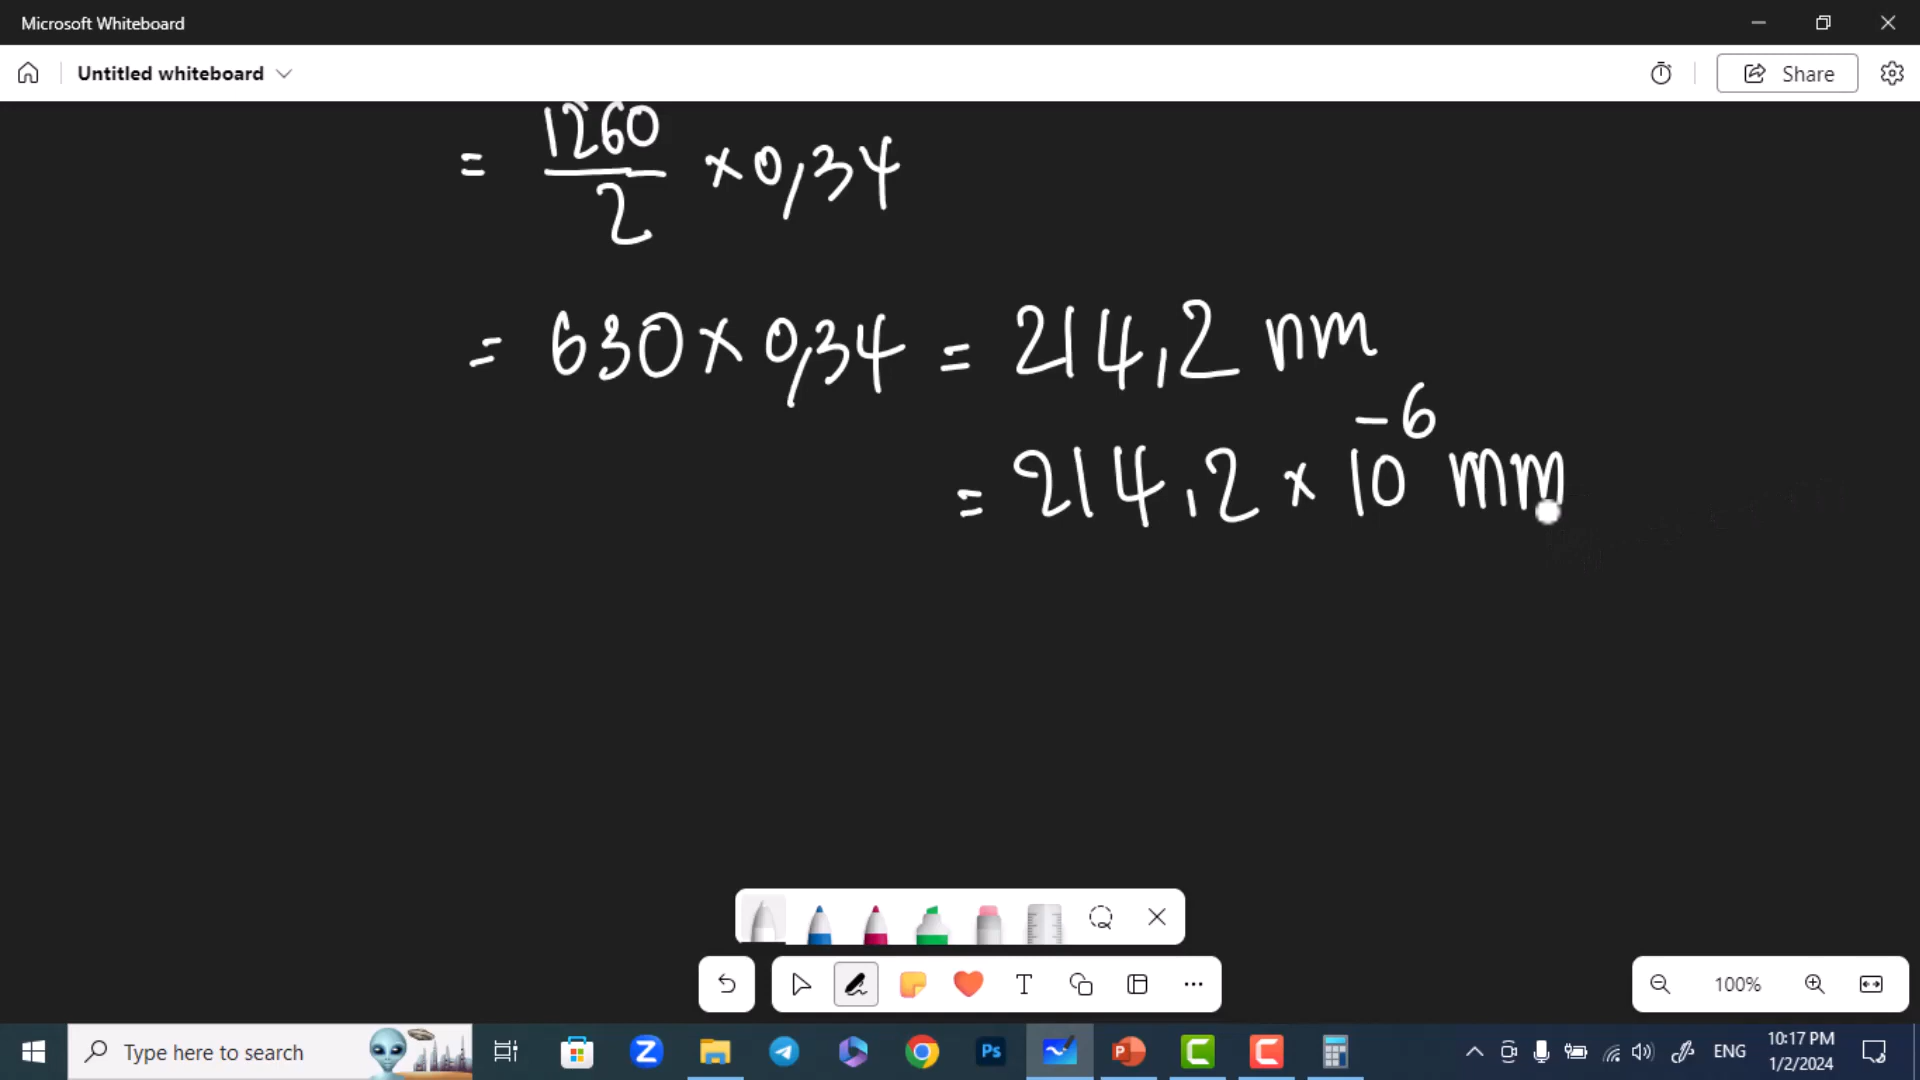 Microsoft Whiteboard
Untitled whiteboard
Share
= 1260/2 × 0,34
= 630 × 0,34 = 214,2 nm
= 214,2 × 10⁻⁶ mm
100%
Type here to search
Z
Ps
P
C
C
ENG
10:17 PM
1/2/2024